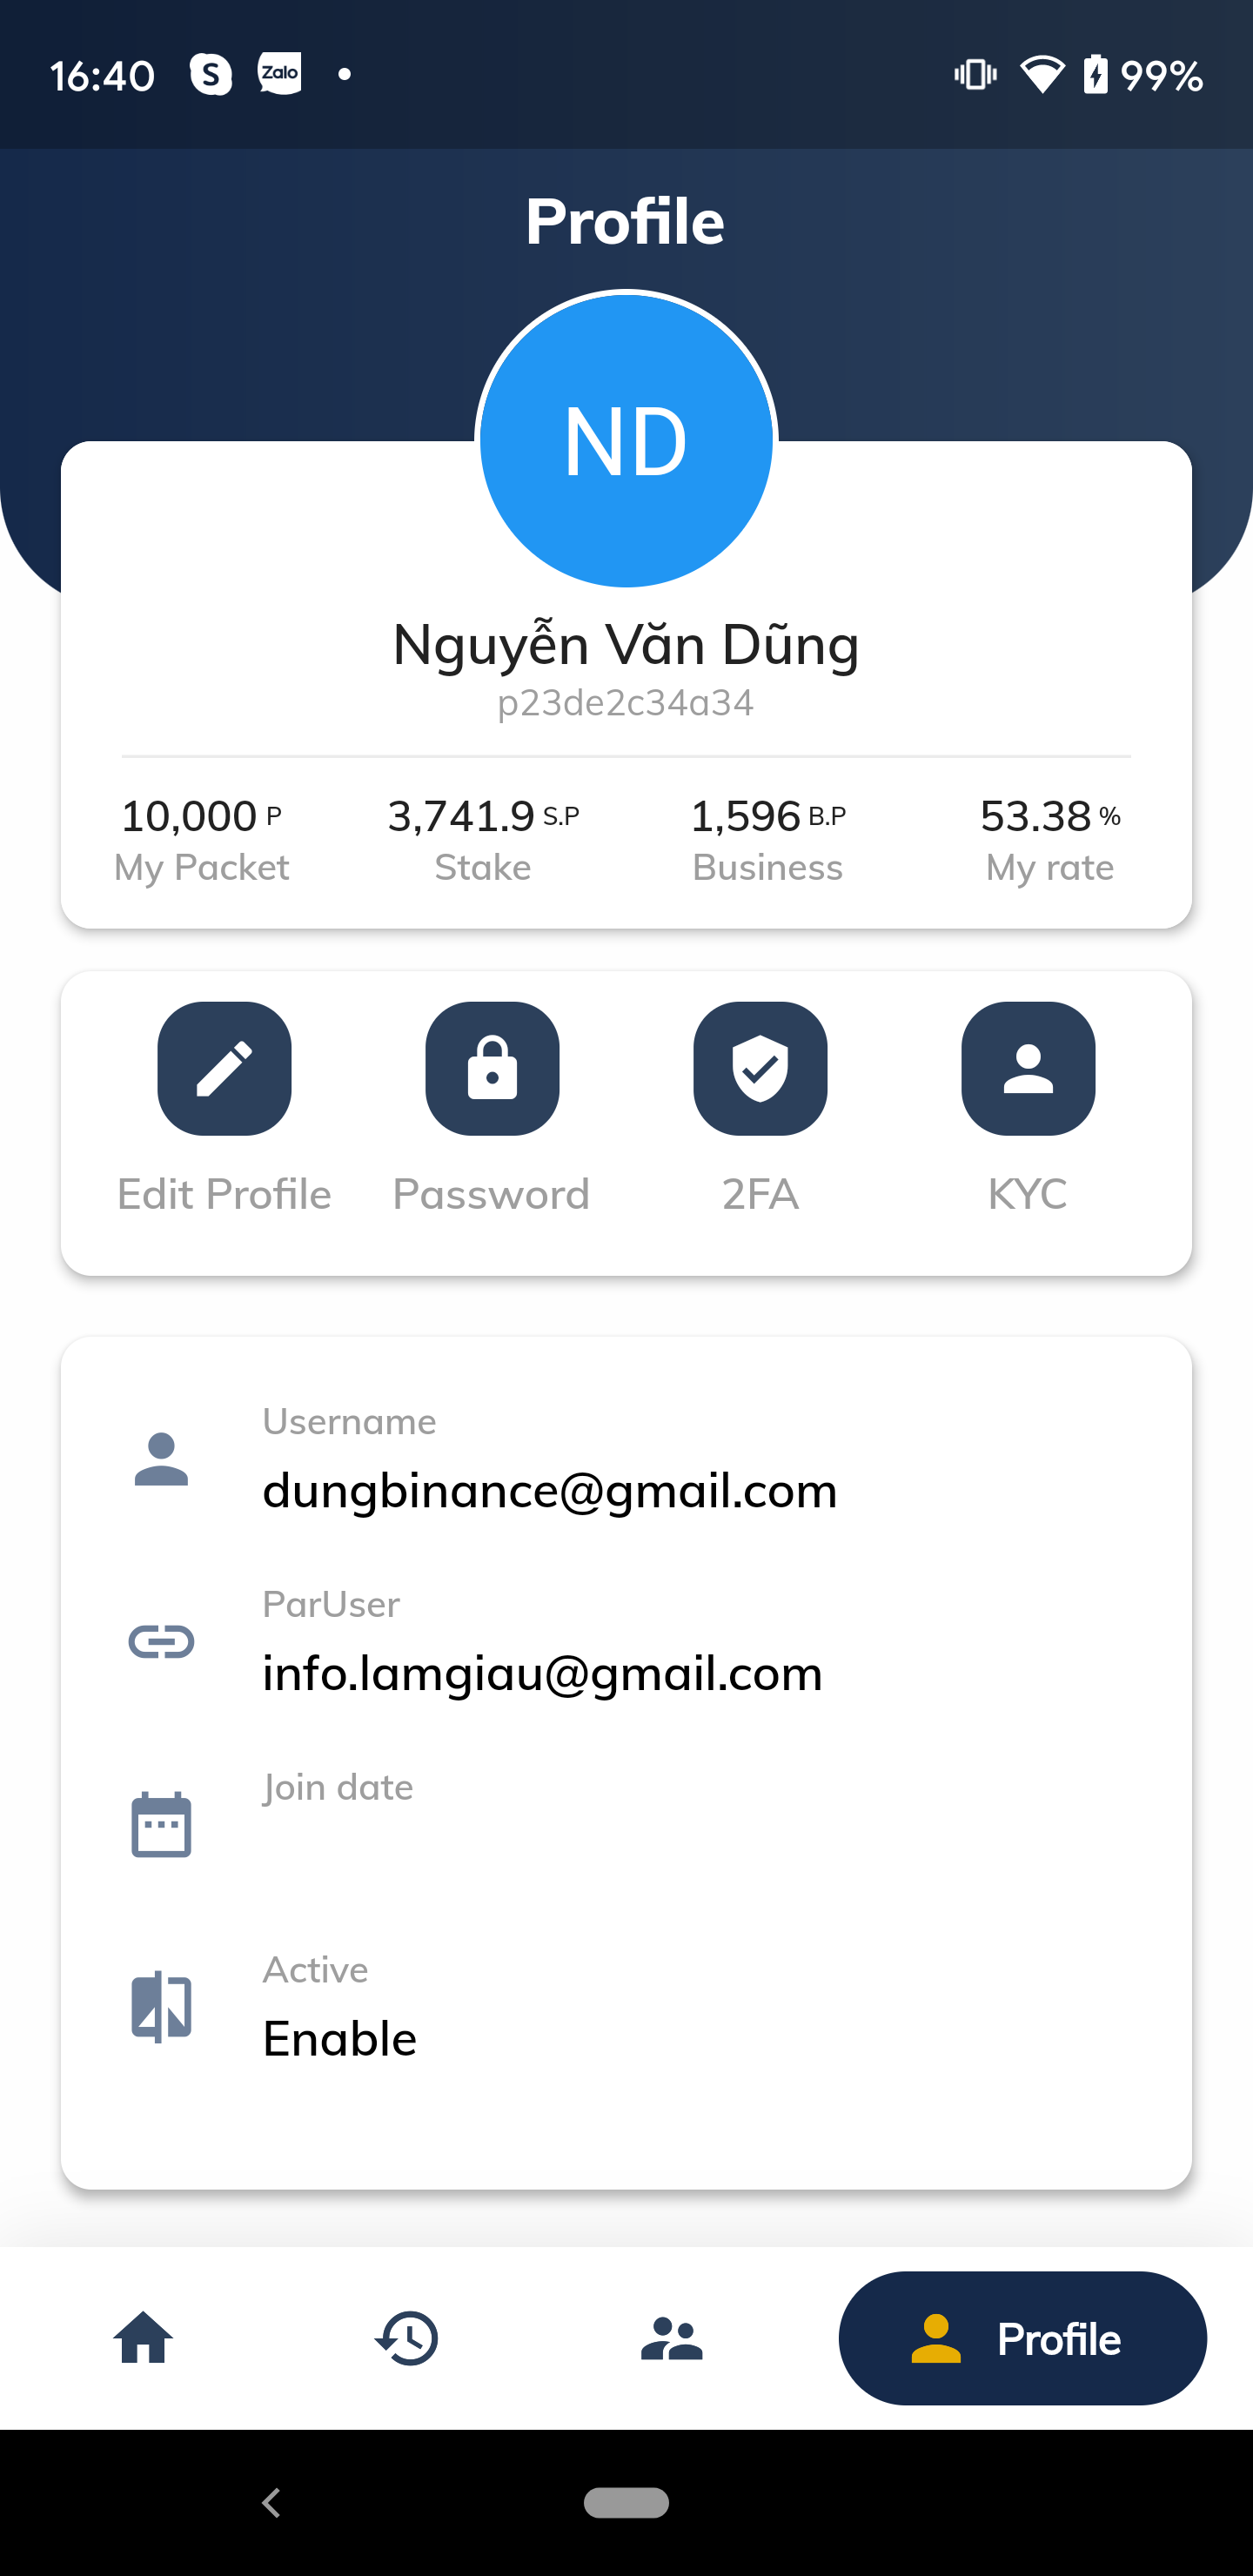 16:40 S Zalo 99%
Profile
ND
Nguyễn Văn Dũng
p23de2c34a34
10,000 P 3,741.9 S.P 1,596 B.P 53.38 %
My Packet Stake Business My rate
Edit Profile Password 2FA KYC
Username
dungbinance@gmail.com
ParUser
info.lamgiau@gmail.com
Join date
Active
Enable
Profile